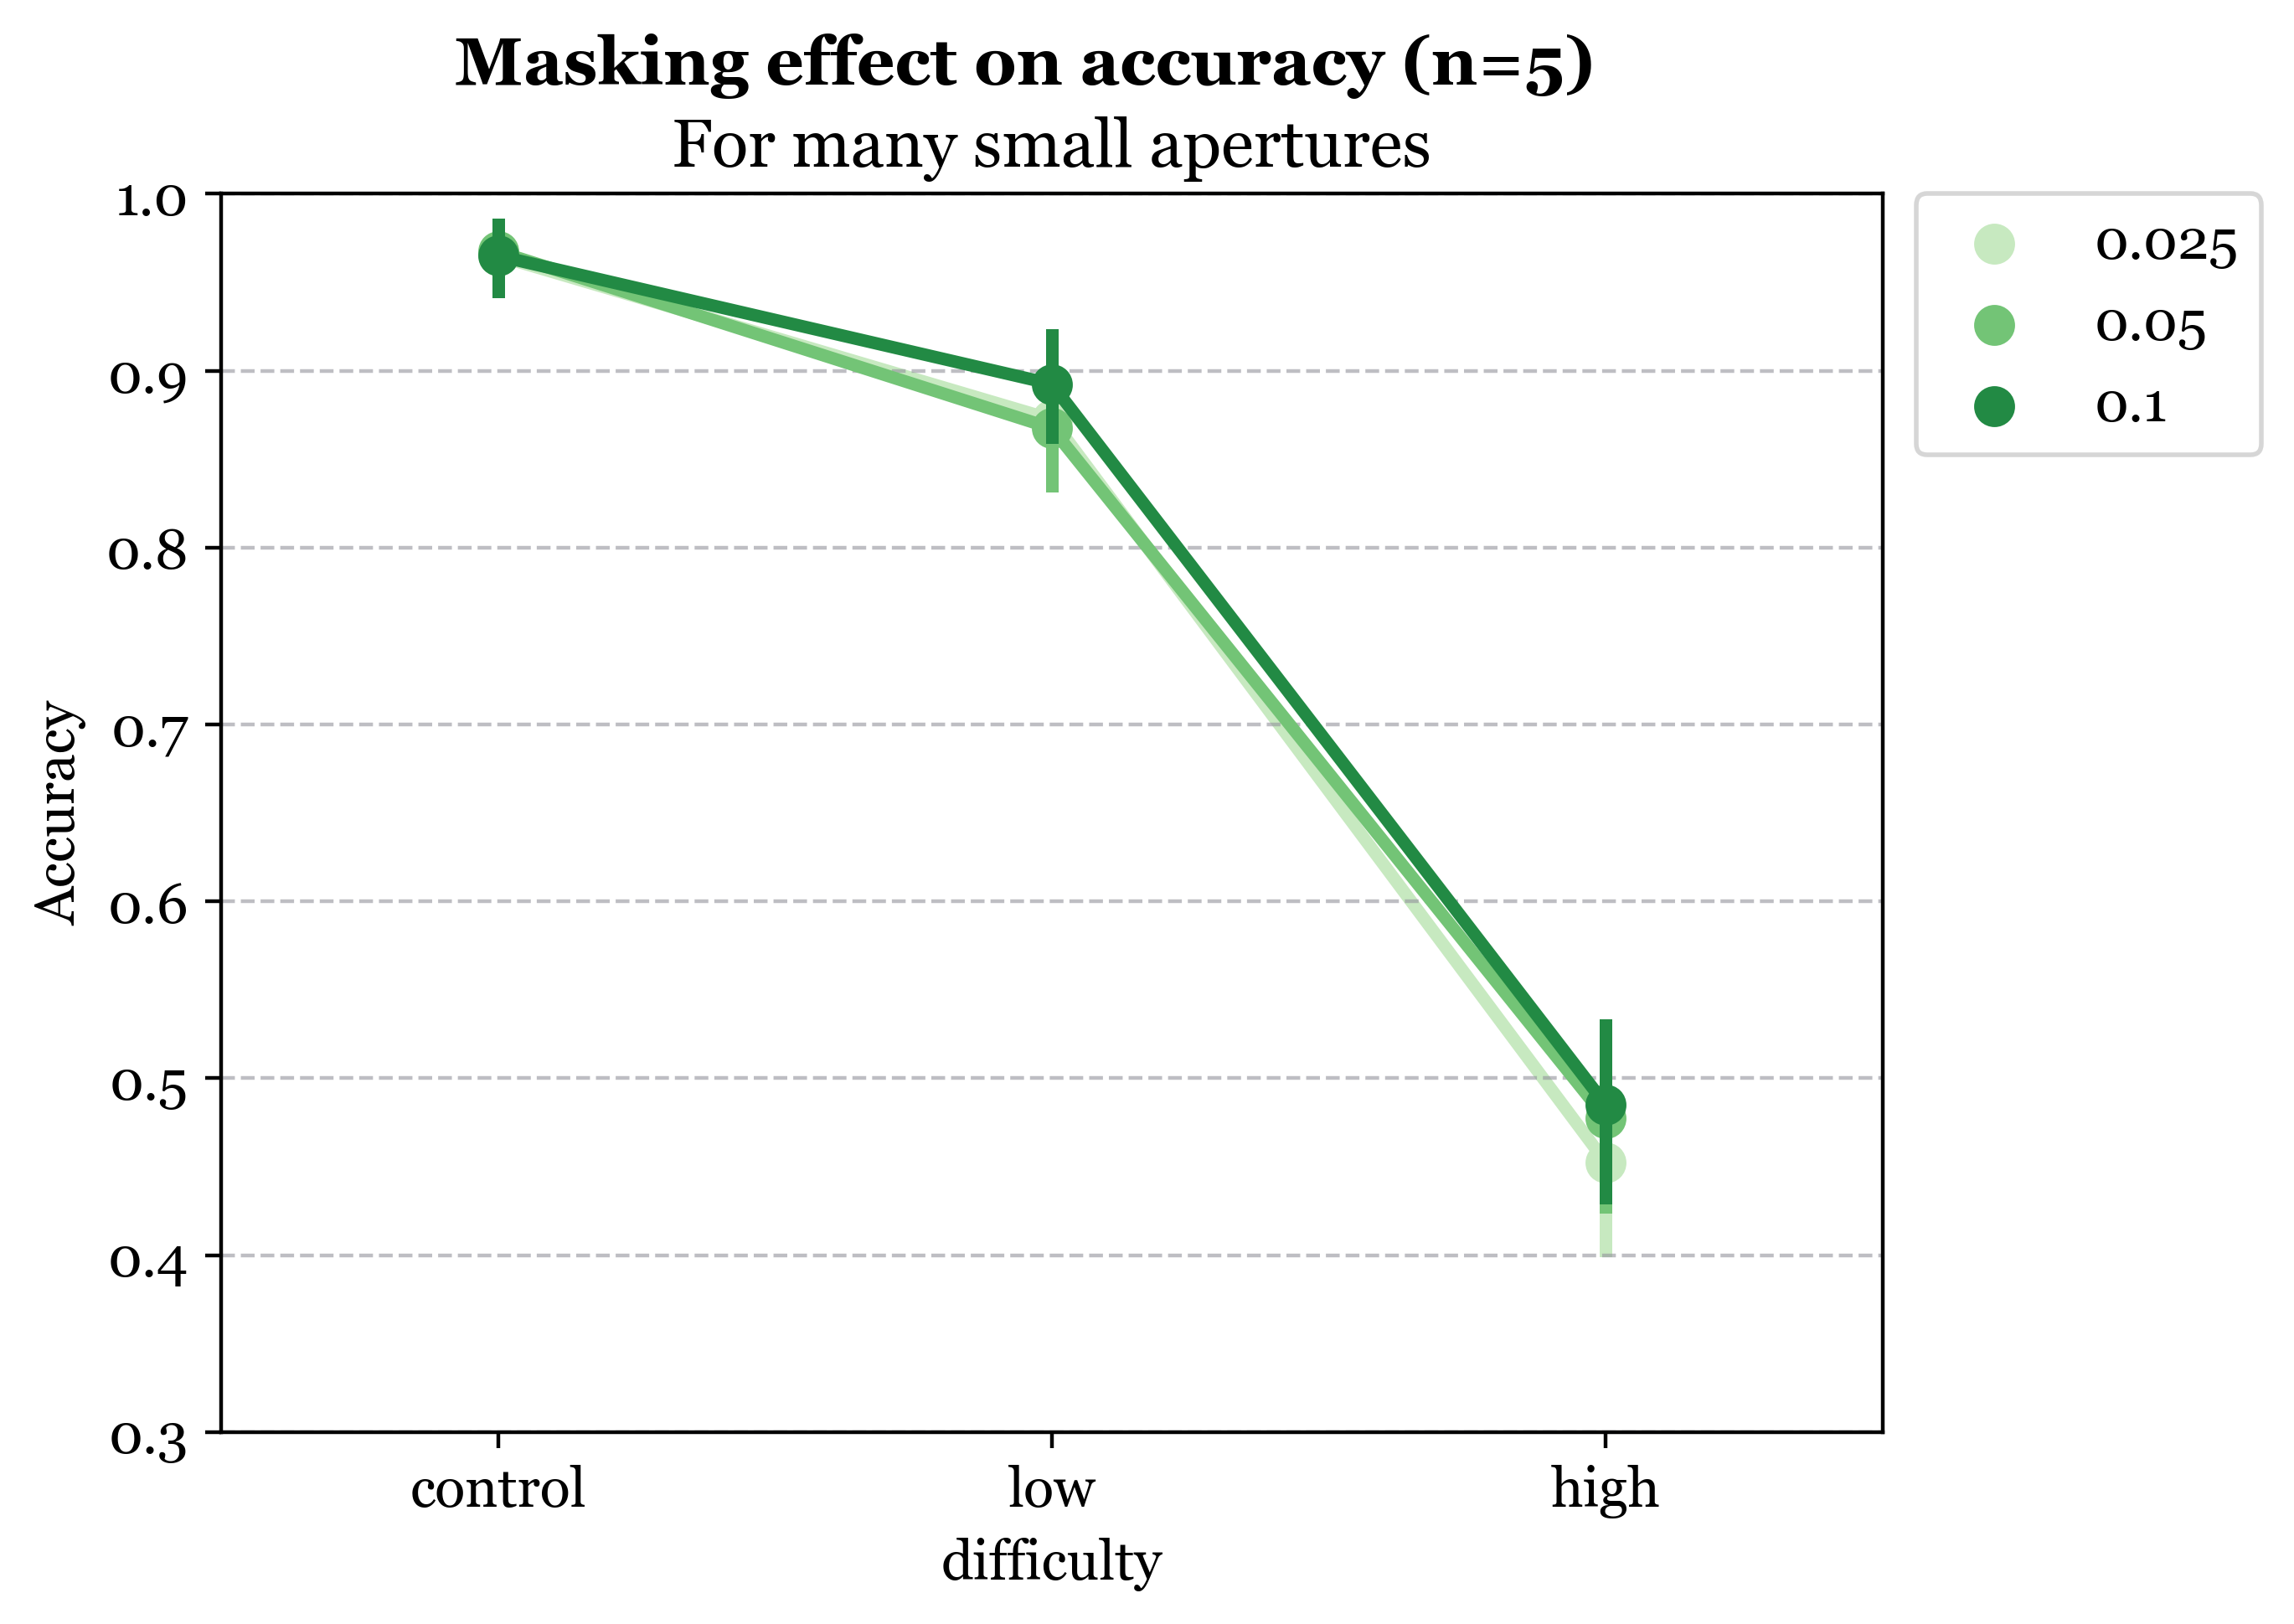 Masking effect on accuracy (n=5)
For many small apertures
1.0
0.9
0.8
0.7
0.6
0.5
0.4
0.3
Accuracy
control
low
high
difficulty
0.025
0.05
0.1